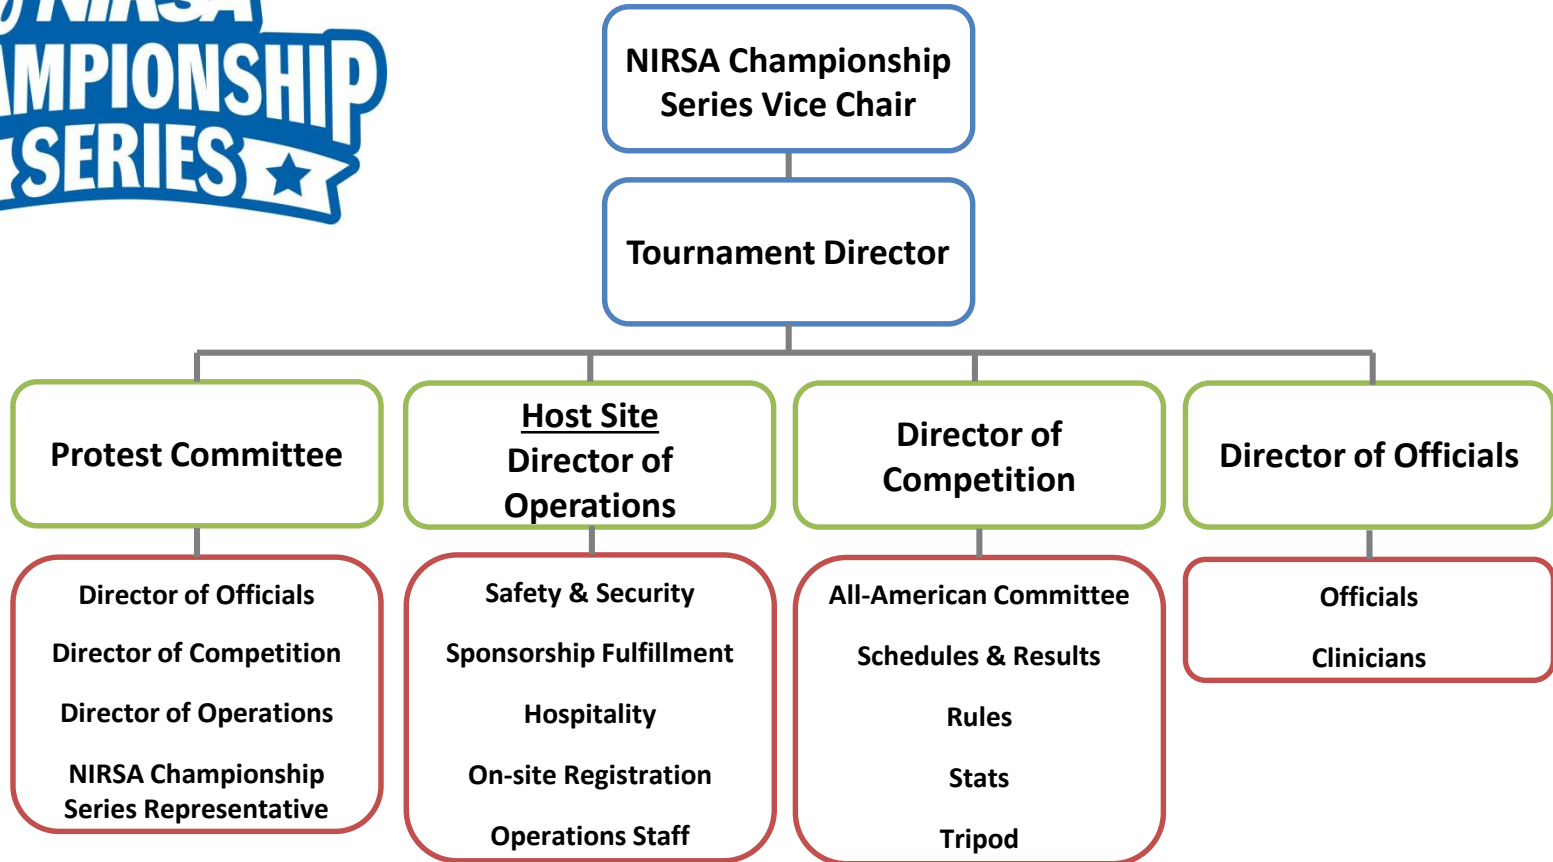 NIRSA
AMPIONSHIP
SERIES
NIRSA Championship
Series Vice Chair
Tournament Director
Protest Committee
Host Site
Director of
Operations
Director of
Competition
Director of Officials
Director of Officials
Director of Competition
Director of Operations
NIRSA Championship
Series Representative
Safety & Security
Sponsorship Fulfillment
Hospitality
On-site Registration
Operations Staff
All-American Committee
Schedules & Results
Rules
Stats
Tripod
Officials
Clinicians